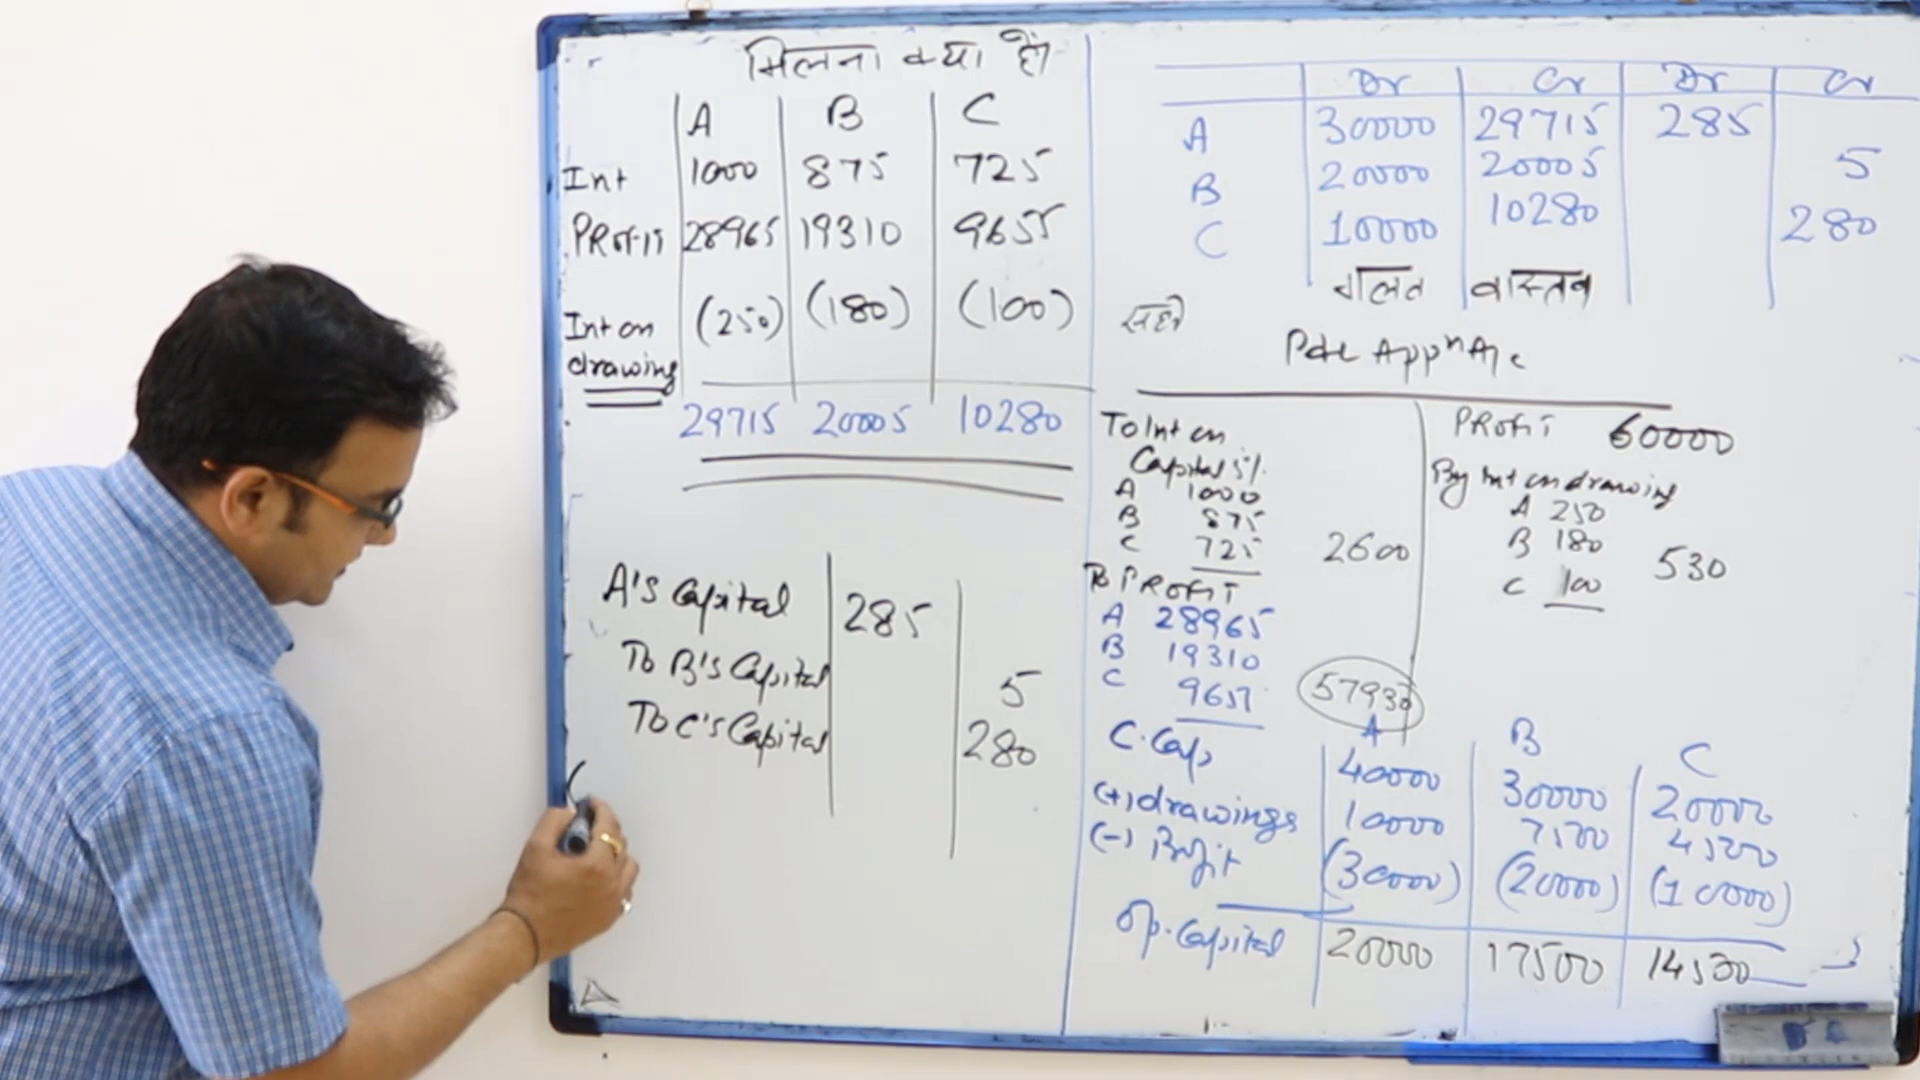 मिलना क्या है।
A B C
Int 1000 875 725
Profit 28965 19310 9655
Int on drawing (250) (180) (100)
29715 20005 10280
A's Capital 285
To B's Capital 5
To C's Capital 280
Dr Cr Dr Cr
A 30000 29715 285
B 20000 20005 5
C 10000 10280 280
गलत वास्तव
सही
P&L Appn A/c
To Int on Capital 5%
A 1000
B 875
C 725 2600
To Profit
A 28965
B 19310
C 9655 57930
Profit 60000
By Int on drawing
A 250
B 180
C 100 530
A B C
C. Cap 40000 30000 20000
(+) drawings 10000 7500 4500
(-) Profit (30000) (20000) (10000)
Op. Capital 20000 17500 14500